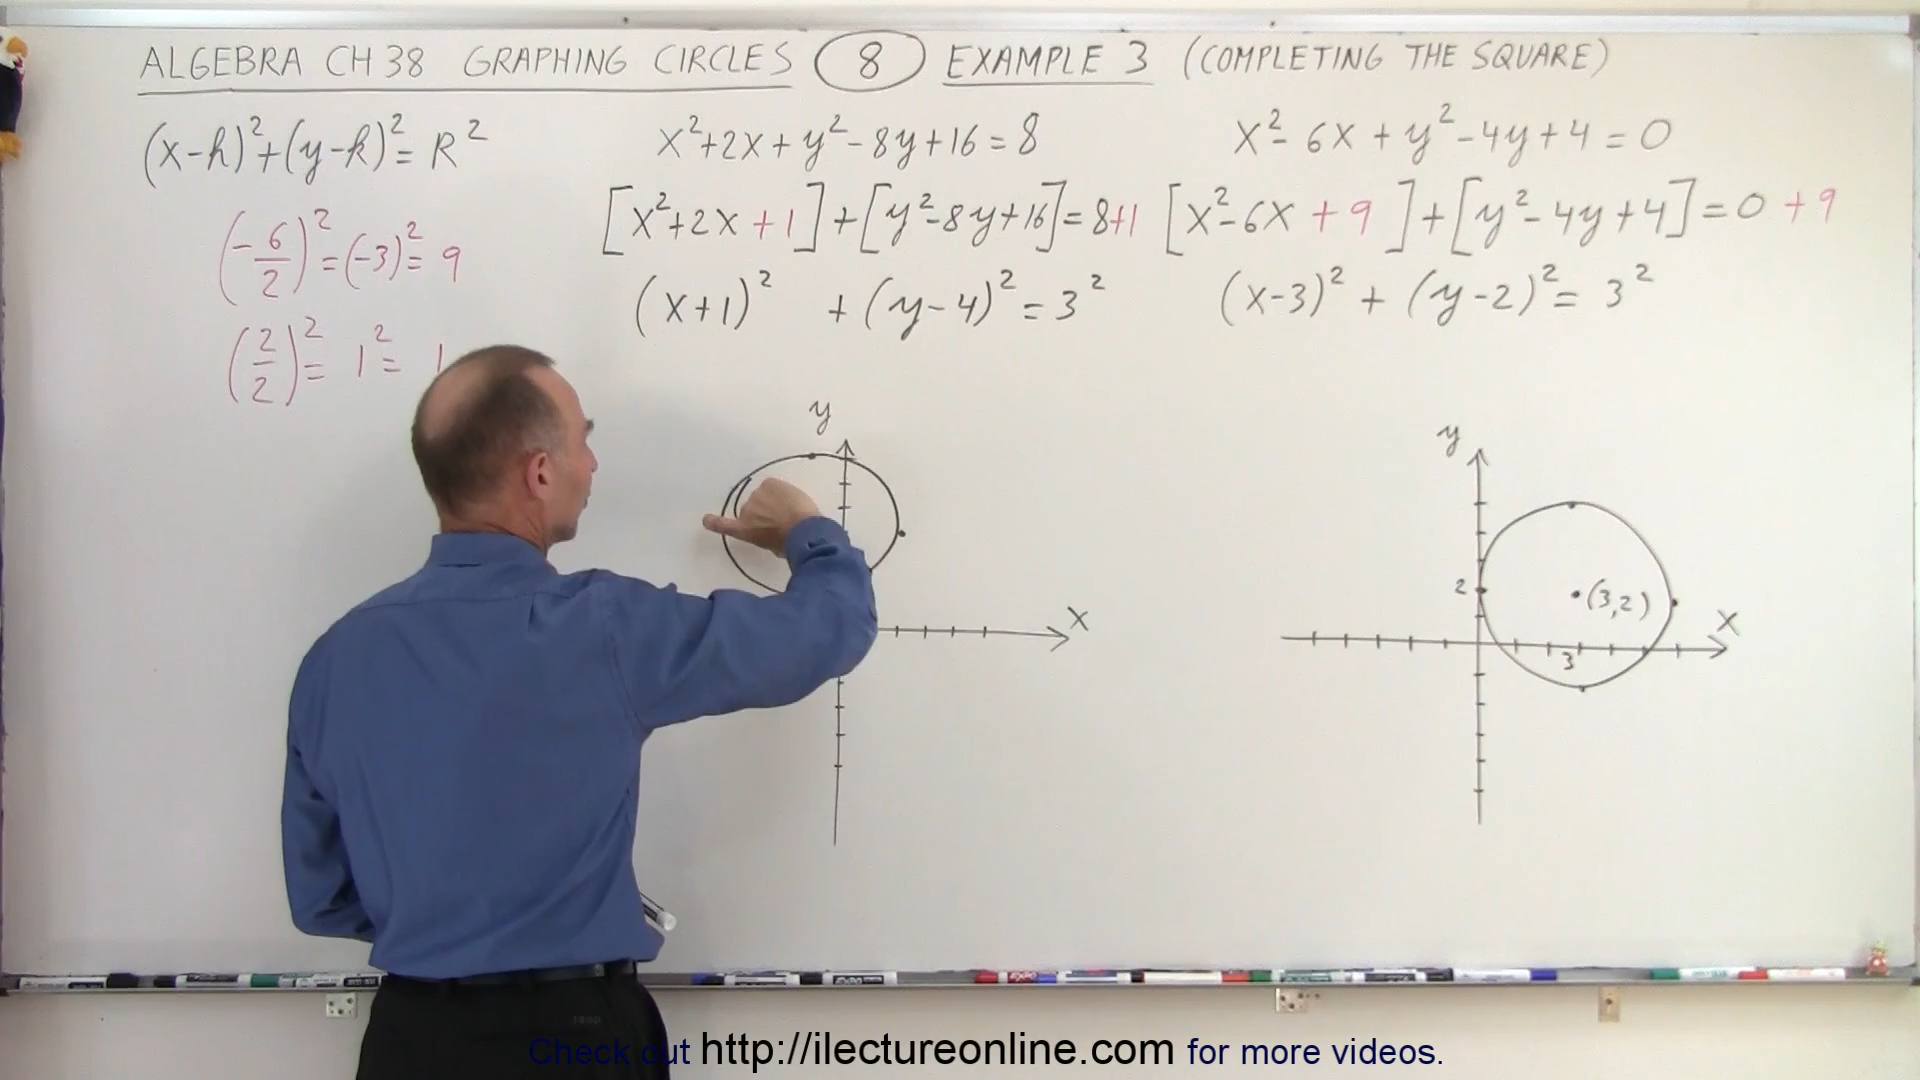 ALGEBRA CH 38 GRAPHING CIRCLES 8 EXAMPLE 3 (COMPLETING THE SQUARE)
(x-h)²+(y-k)²=R²
(-6/2)²=(-3)²=9
(2/2)²=1²=1
x²+2x+y²-8y+16=8
[x²+2x+1]+[y²-8y+16]=8+1
(x+1)²+(y-4)²=3²
x²-6x+y²-4y+4=0
[x²-6x+9]+[y²-4y+4]=0+9
(x-3)²+(y-2)²=3²
y
x
y
2
(3,2)
x
3
Check out http://ilectureonline.com for more videos.